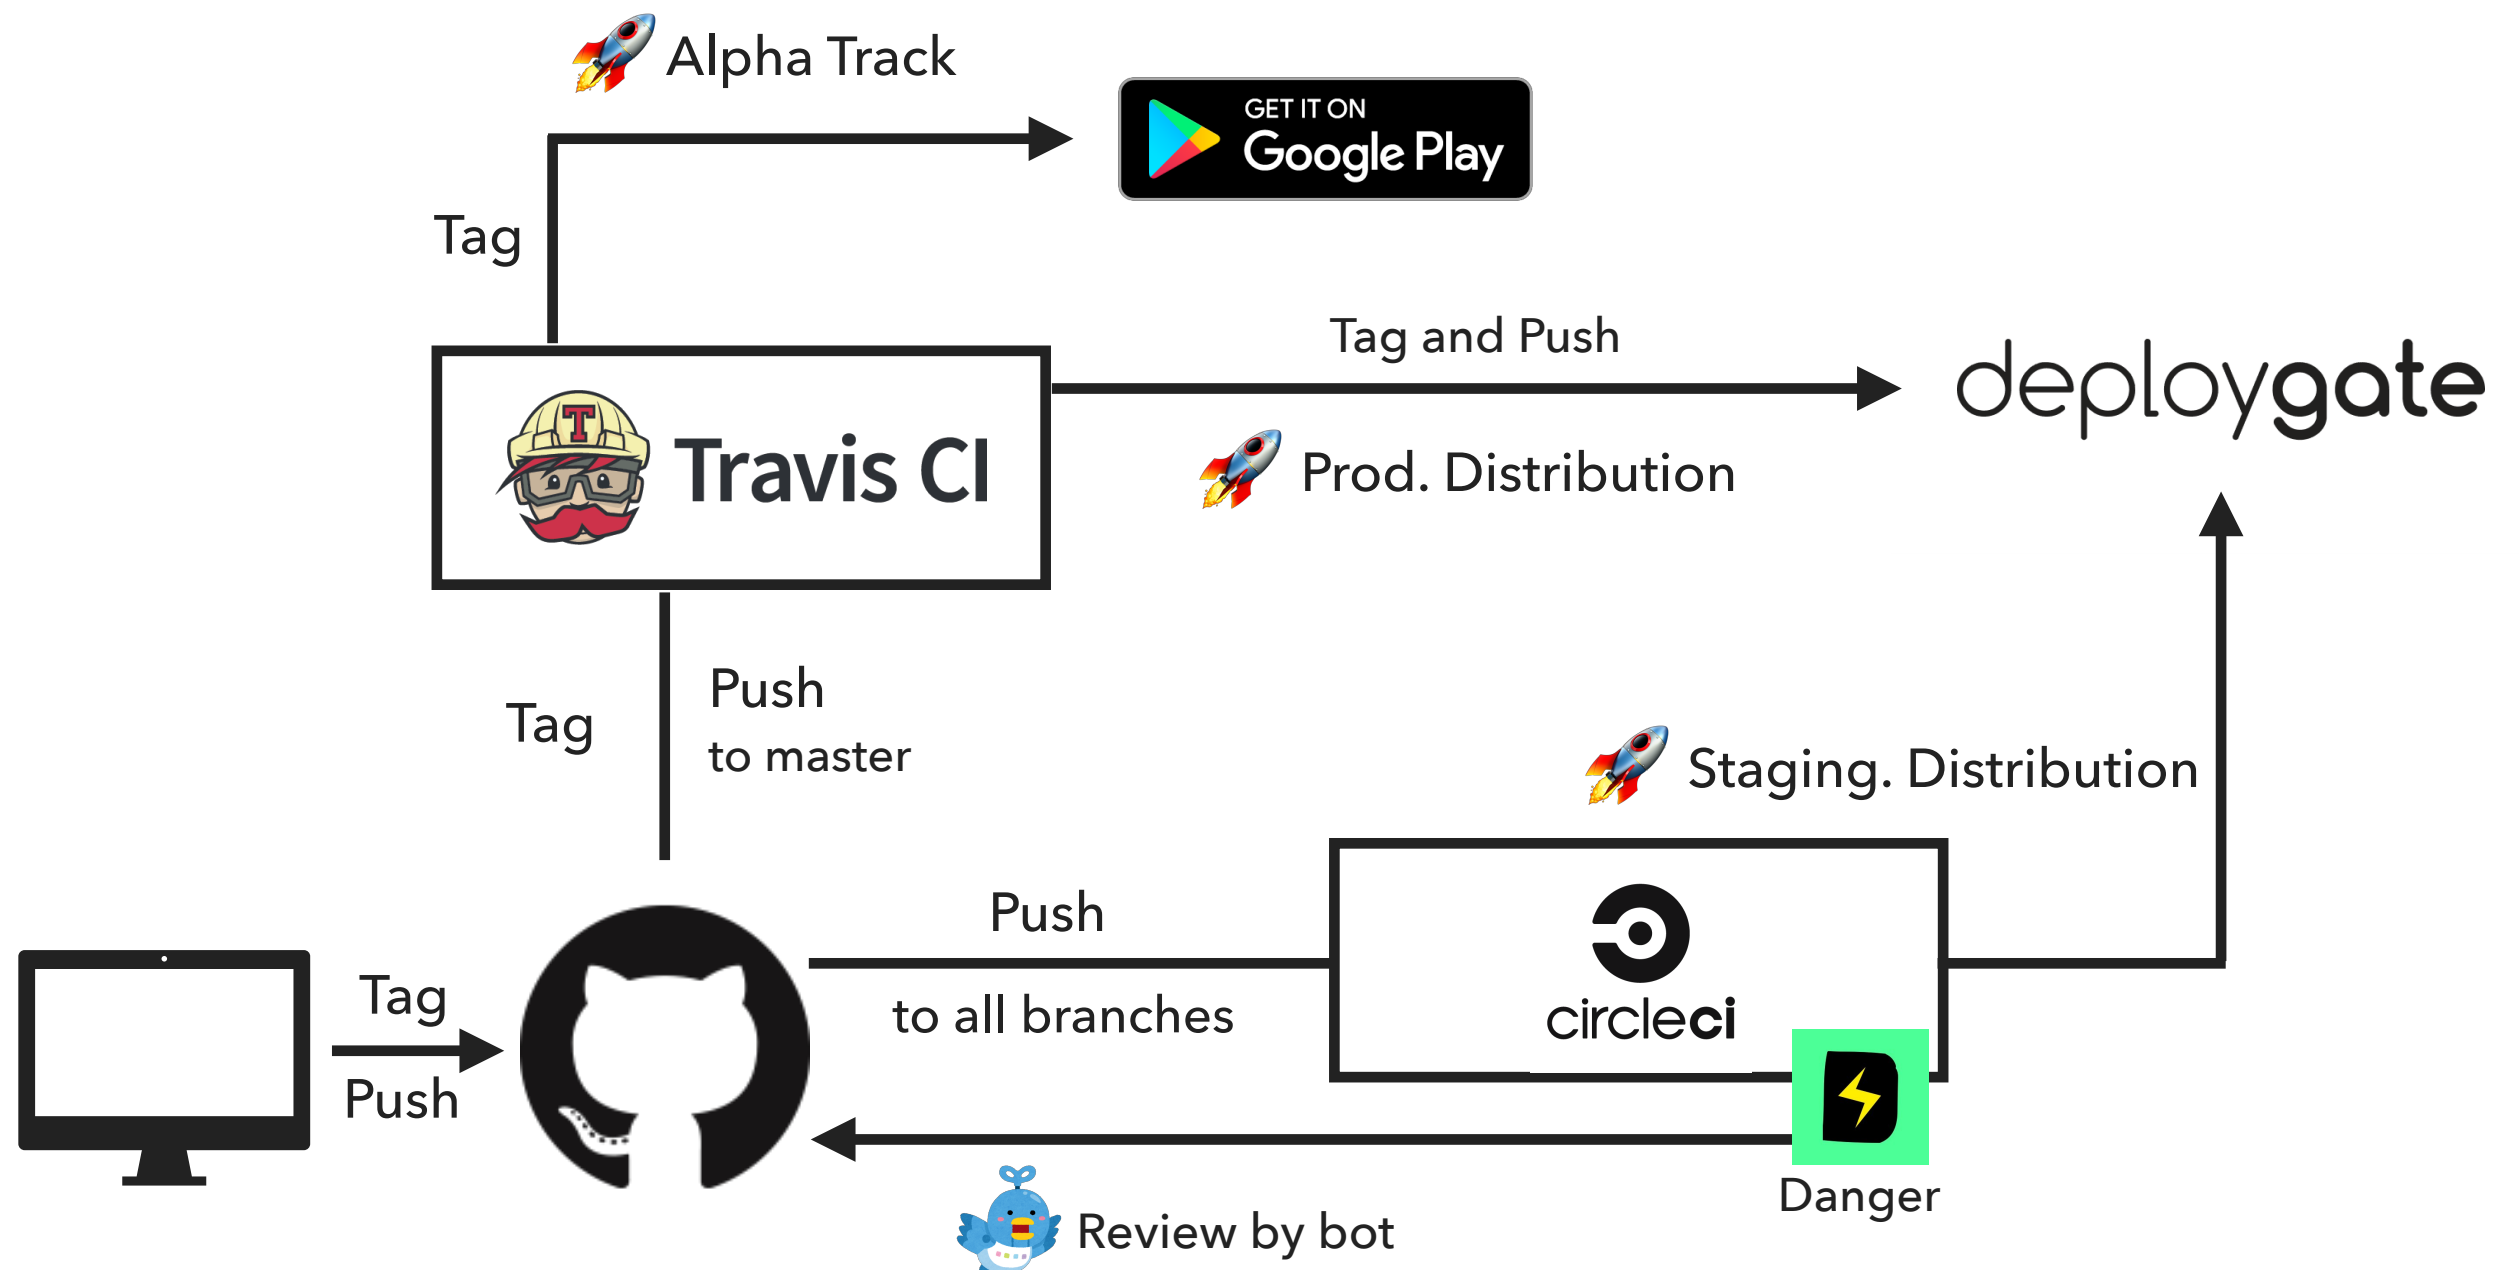 Alpha Track
GET IT ON
Google Play
Tag
Tag and Push
deploygate
Prod. Distribution
T
Travis CI
Tag
Push
to master
Staging. Distribution
Push
to all branches
circleci
Tag
Push
Danger
Review by bot